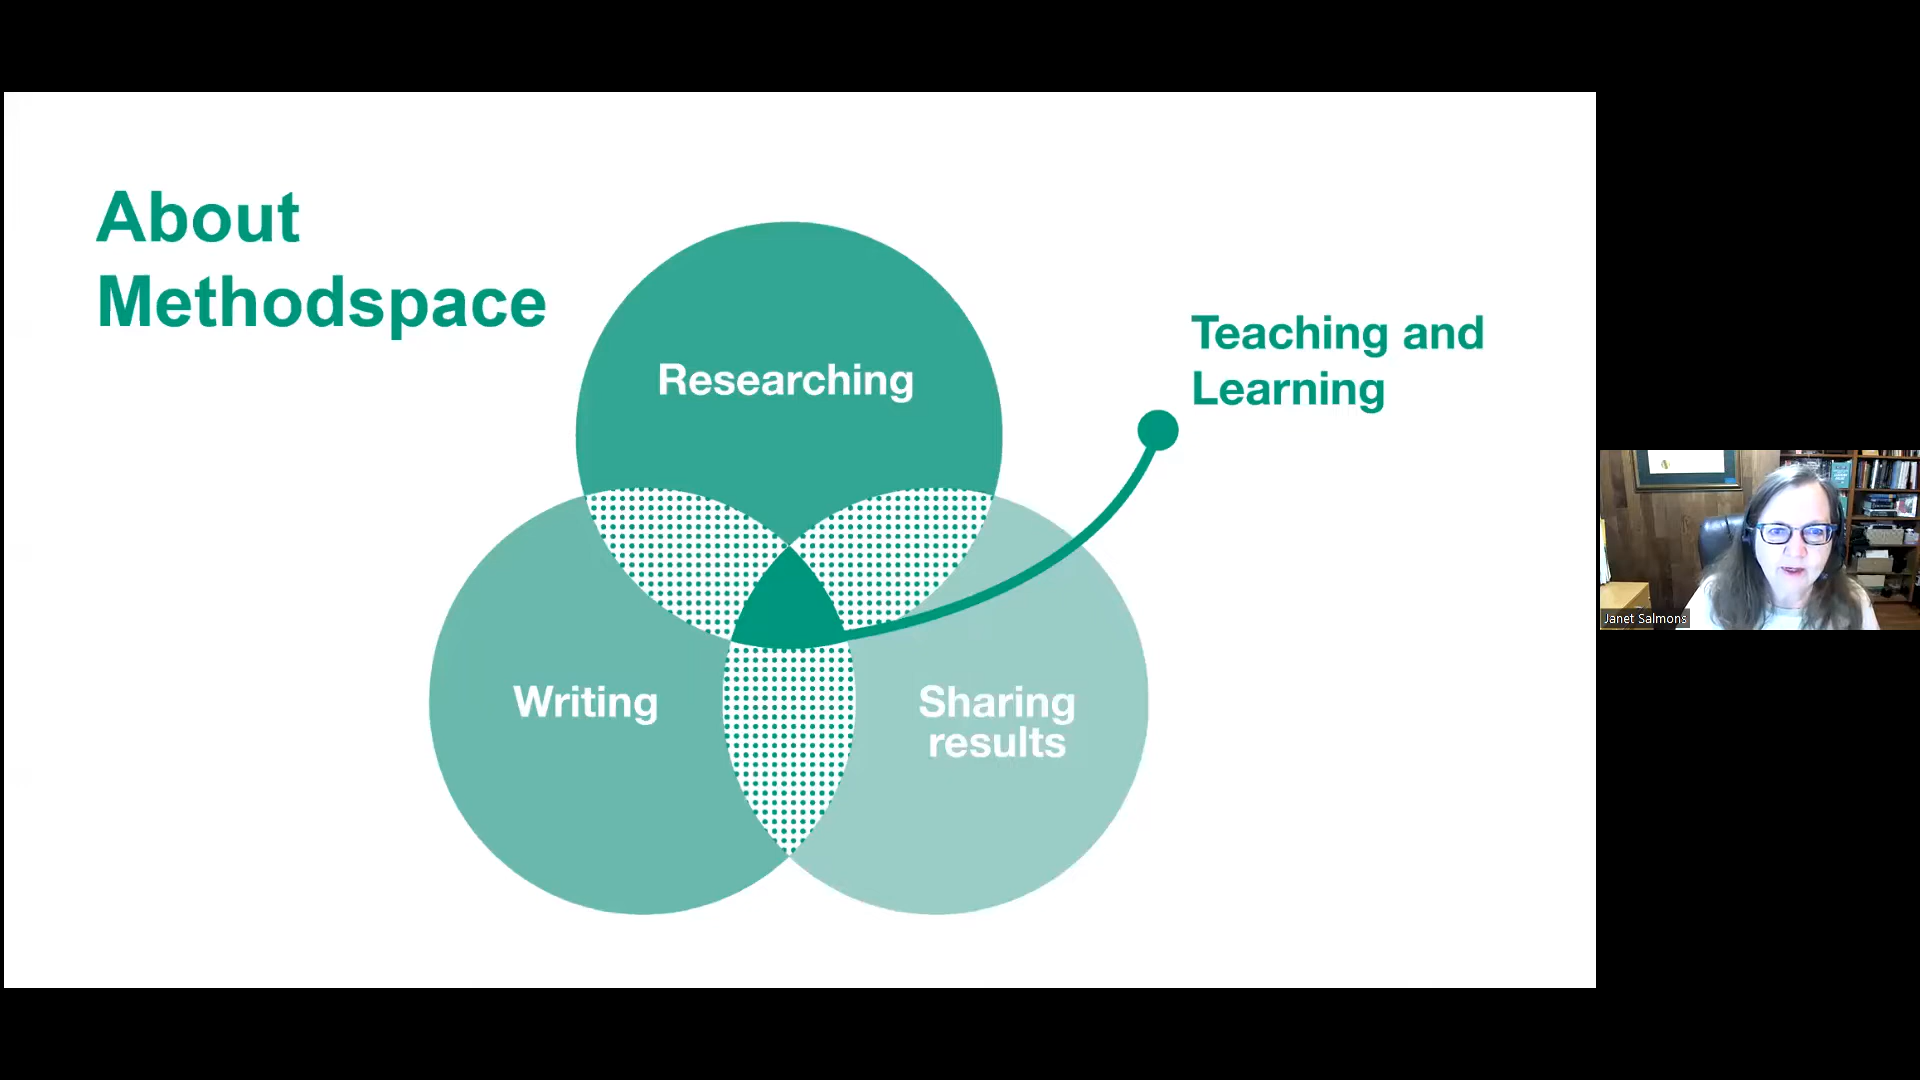 About
Methodspace
Researching
Teaching and
Learning
Writing
Sharing
results
Janet Salmons